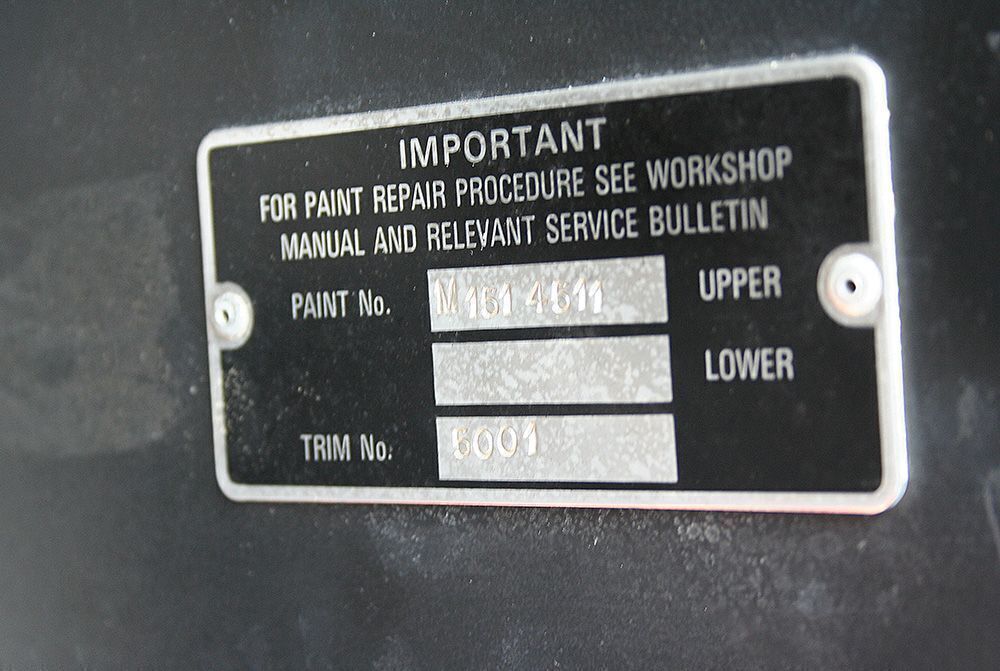 IMPORTANT
FOR PAINT REPAIR PROCEDURE SEE WORKSHOP
MANUAL AND RELEVANT SERVICE BULLETIN
PAINT No. M151 4511 UPPER
LOWER
TRIM No. 5001